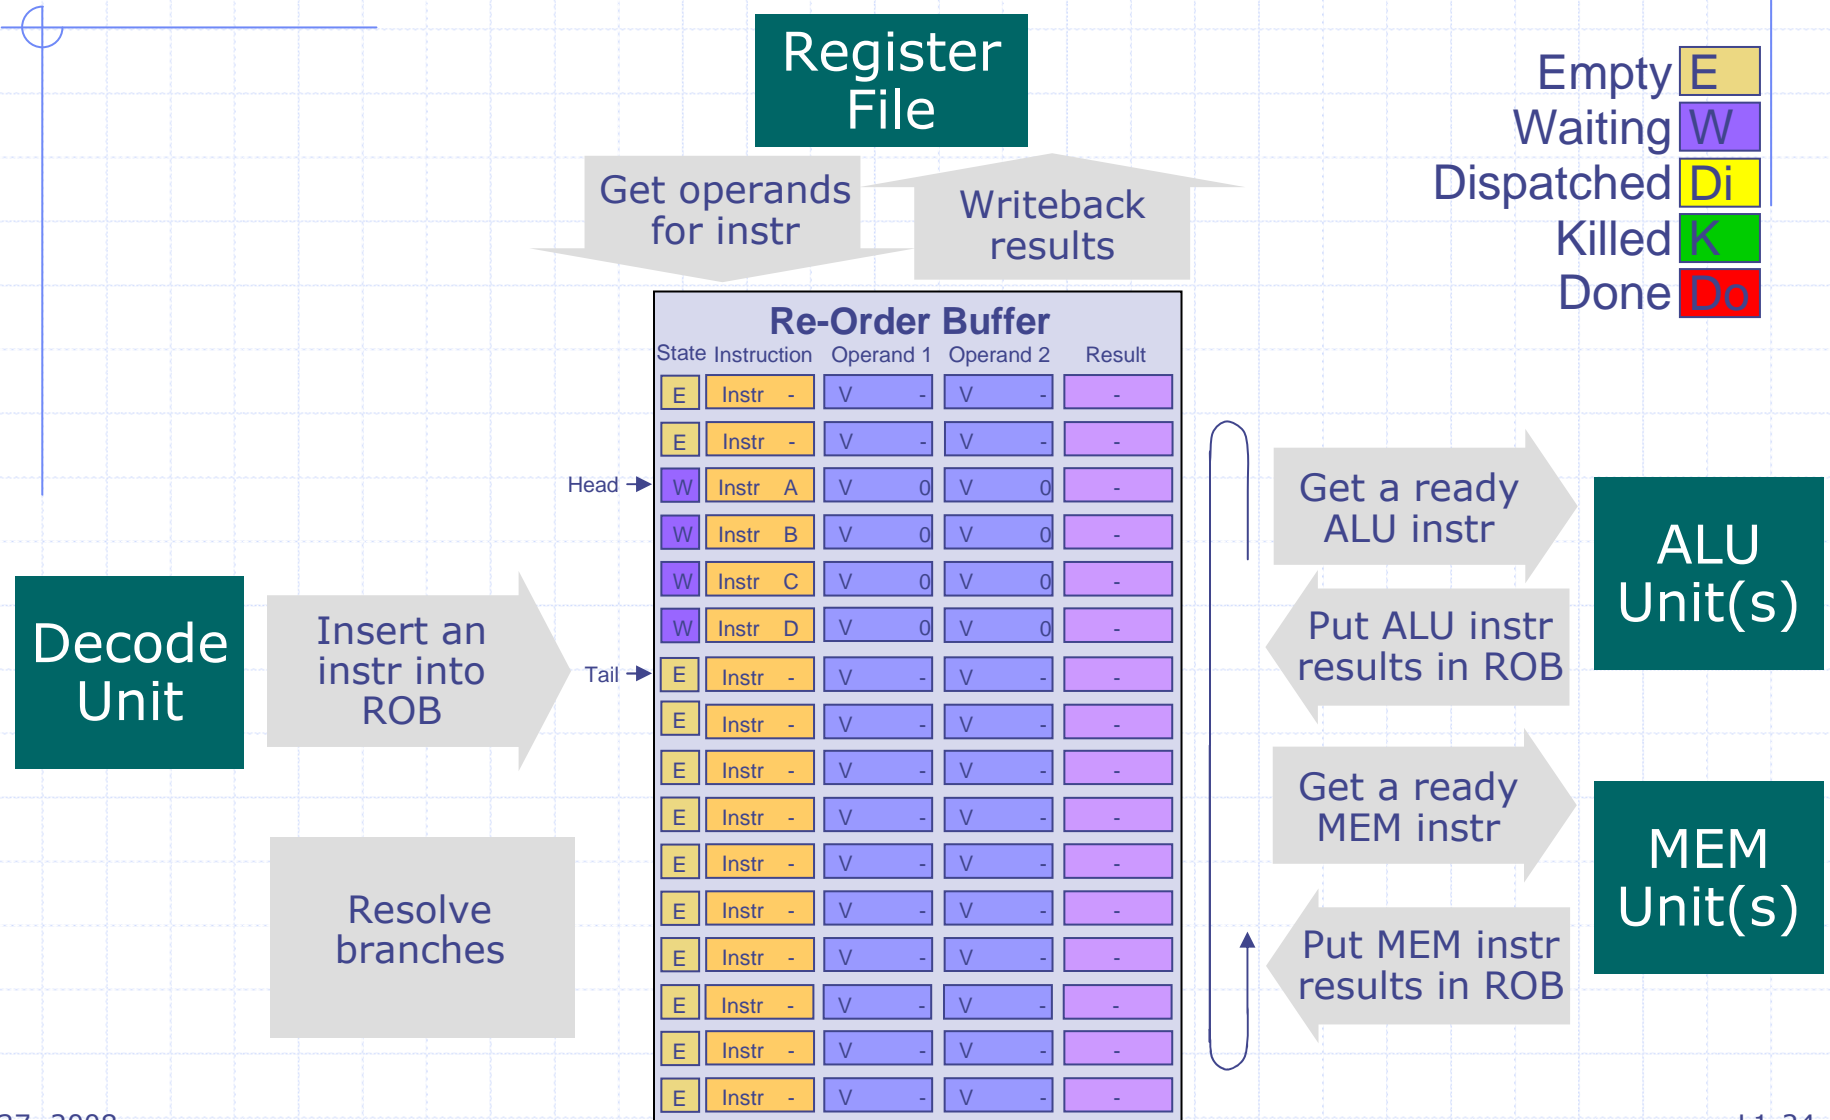 Register
File
Empty E
Waiting W
Dispatched Di
Killed K
Done Do
Get operands
for instr
Writeback
results
Re-Order Buffer
State Instruction Operand 1 Operand 2 Result
E Instr - V - V - -
E Instr - V - V - -
Head W Instr A V 0 V 0 -
W Instr B V 0 V 0 -
W Instr C V 0 V 0 -
W Instr D V 0 V 0 -
Tail E Instr - V - V - -
E Instr - V - V - -
E Instr - V - V - -
E Instr - V - V - -
E Instr - V - V - -
E Instr - V - V - -
E Instr - V - V - -
E Instr - V - V - -
E Instr - V - V - -
E Instr - V - V - -
Decode
Unit
Insert an
instr into
ROB
Resolve
branches
Get a ready
ALU instr
Put ALU instr
results in ROB
ALU
Unit(s)
Get a ready
MEM instr
Put MEM instr
results in ROB
MEM
Unit(s)